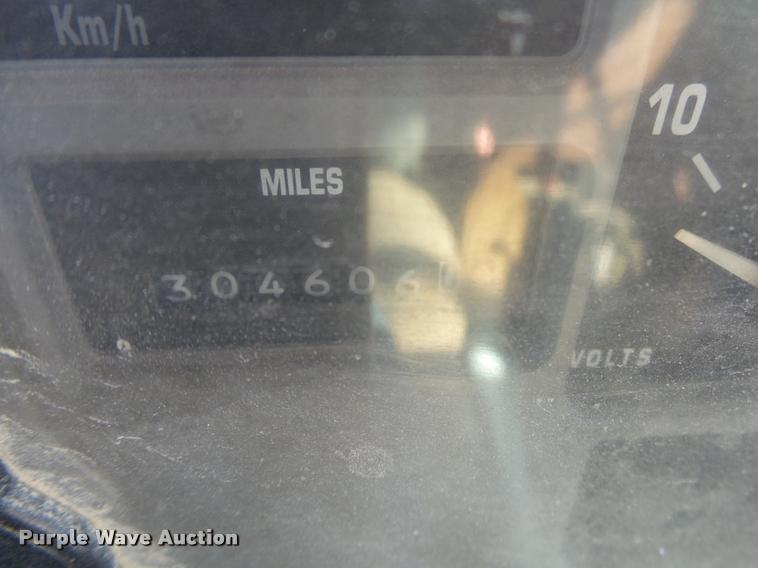 Km/h
10
MILES
304606
VOLTS
Purple Wave Auction